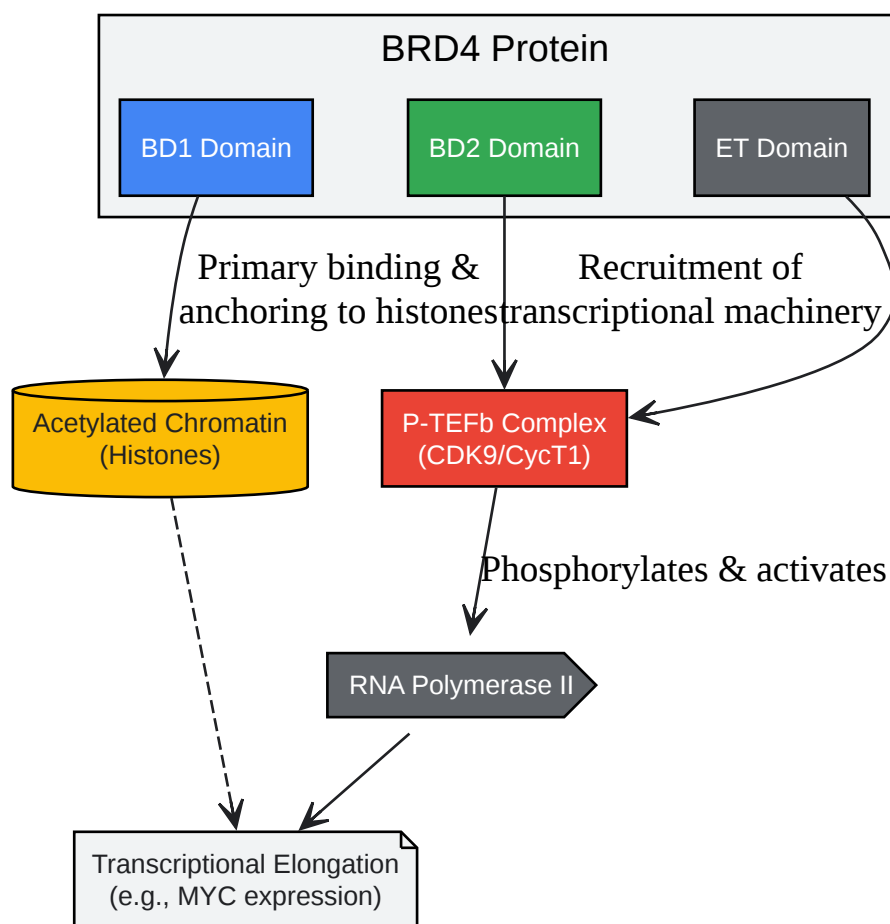 BRD4 Protein
BD1 Domain
BD2 Domain
ET Domain
Primary binding &
anchoring to histones
Recruitment of
transcriptional machinery
Acetylated Chromatin
(Histones)
P-TEFb Complex
(CDK9/CycT1)
Phosphorylates & activates
RNA Polymerase II
Transcriptional Elongation
(e.g., MYC expression)